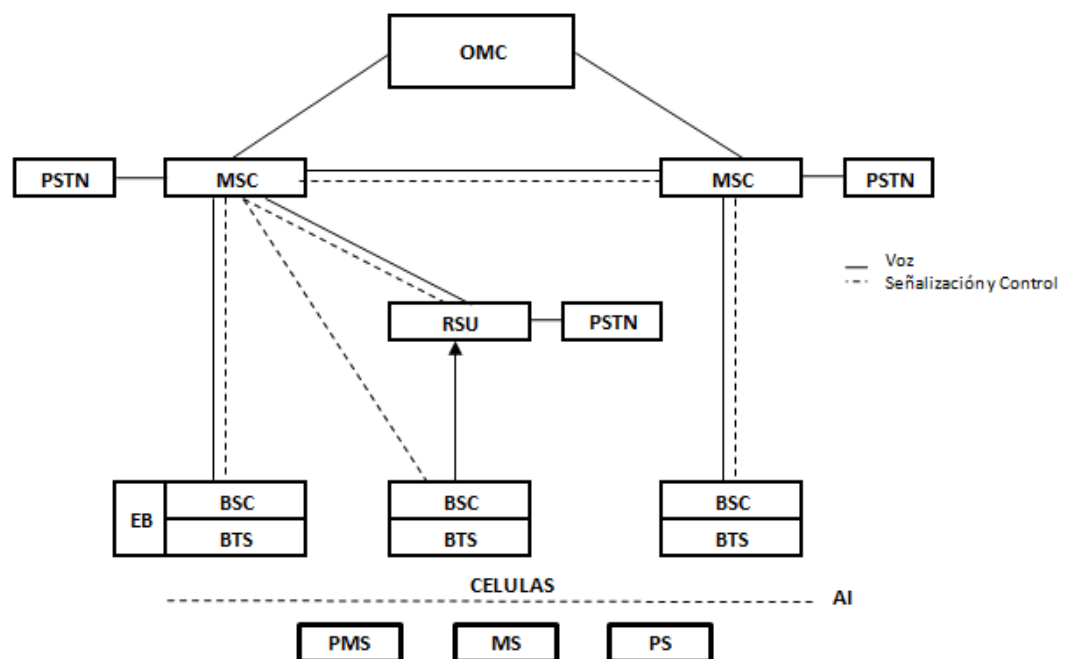 OMC
PSTN
MSC
MSC
PSTN
Voz
Señalización y Control
RSU
PSTN
EB
BSC
BTS
BSC
BTS
BSC
BTS
CELULAS
AI
PMS
MS
PS